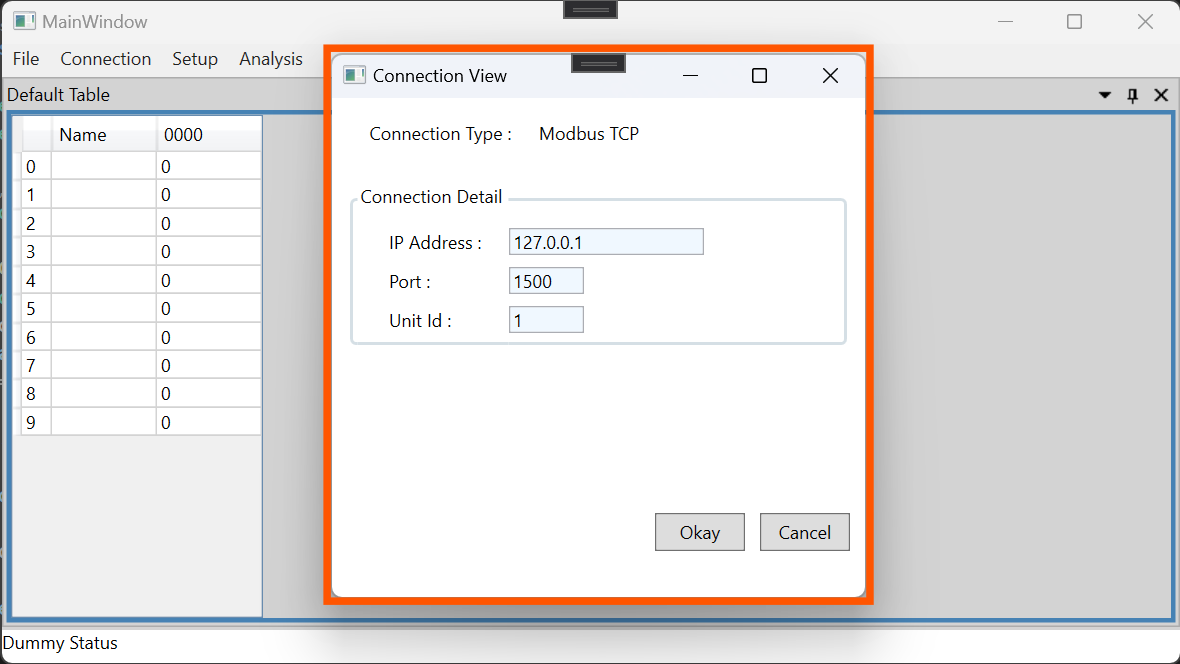 MainWindow
File Connection Setup Analysis
Default Table
Name 0000
0 0
1 0
2 0
3 0
4 0
5 0
6 0
7 0
8 0
9 0
Connection View
Connection Type : Modbus TCP
Connection Detail
IP Address : 127.0.0.1
Port : 1500
Unit Id : 1
Okay Cancel
Dummy Status